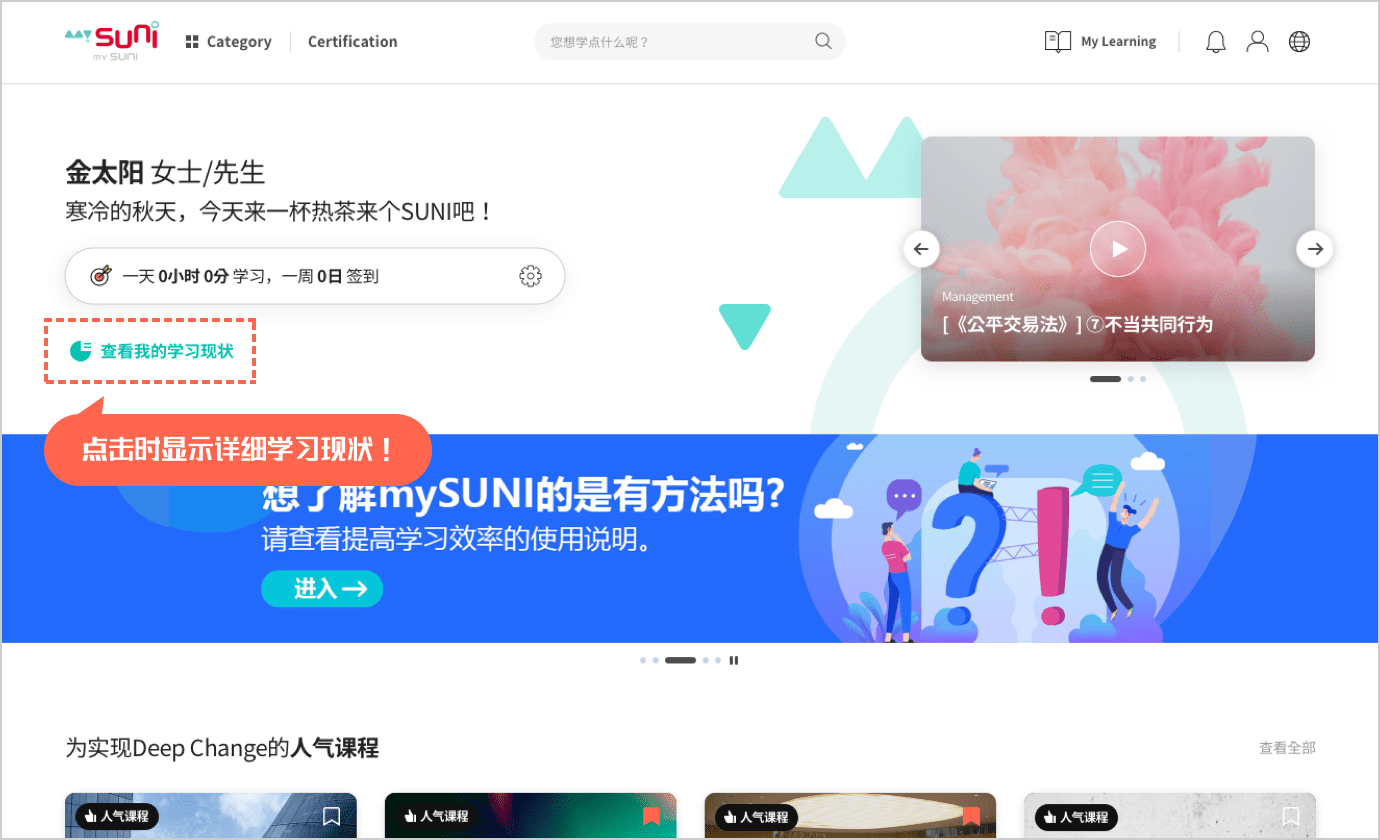 mySUNI
my SUNI
Category
Certification
您想学点什么呢？
My Learning
金太阳 女士/先生
寒冷的秋天，今天来一杯热茶来个SUNI吧！
一天 0小时 0分 学习，一周 0日 签到
查看我的学习现状
Management
[《公平交易法》] ⑦不当共同行为
点击时显示详细学习现状！
想了解mySUNI的是有方法吗?
请查看提高学习效率的使用说明。
进入→
为实现Deep Change的人气课程
查看全部
人气课程
人气课程
人气课程
人气课程